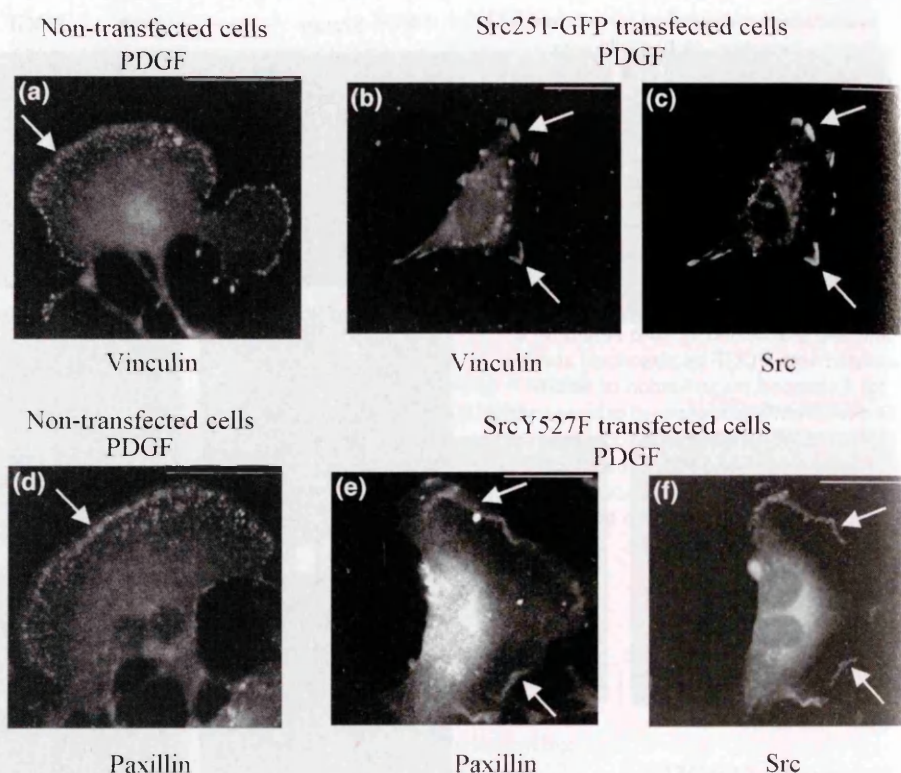 Non-transfected cells
PDGF
Src251-GFP transfected cells
PDGF
(a)
(b)
(c)
Vinculin
Vinculin
Src
Non-transfected cells
PDGF
SrcY527F transfected cells
PDGF
(d)
(e)
(f)
Paxillin
Paxillin
Src